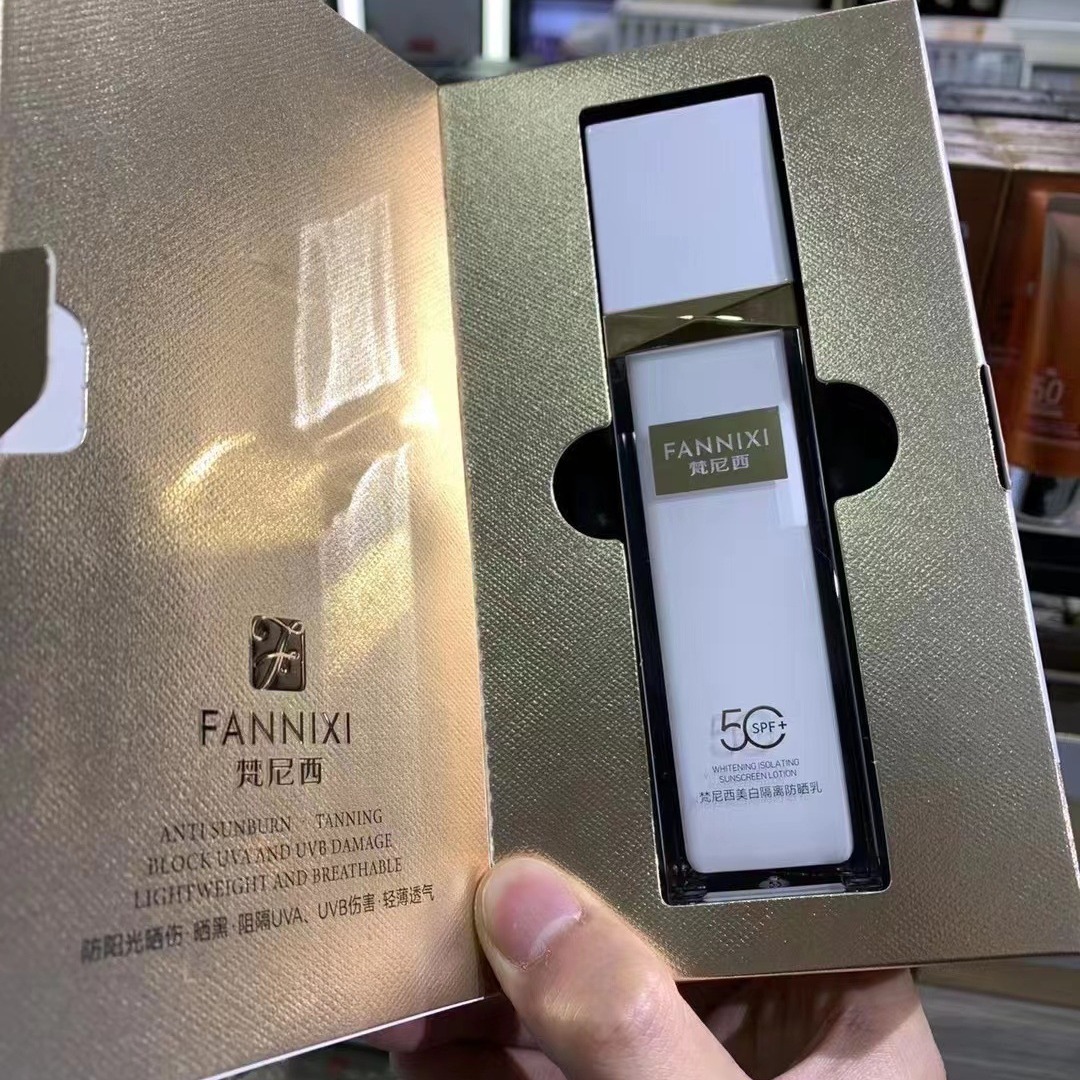 FANNIXI
梵尼西
ANTI SUNBURN · TANNING
BLOCK UVA AND UVB DAMAGE
LIGHTWEIGHT AND BREATHABLE
防阳光晒伤·晒黑·阻隔UVA、UVB伤害·轻薄透气
FANNIXI
梵尼西
50 SPF+
WHITENING ISOLATING
SUNSCREEN LOTION
梵尼西美白隔离防晒乳
50